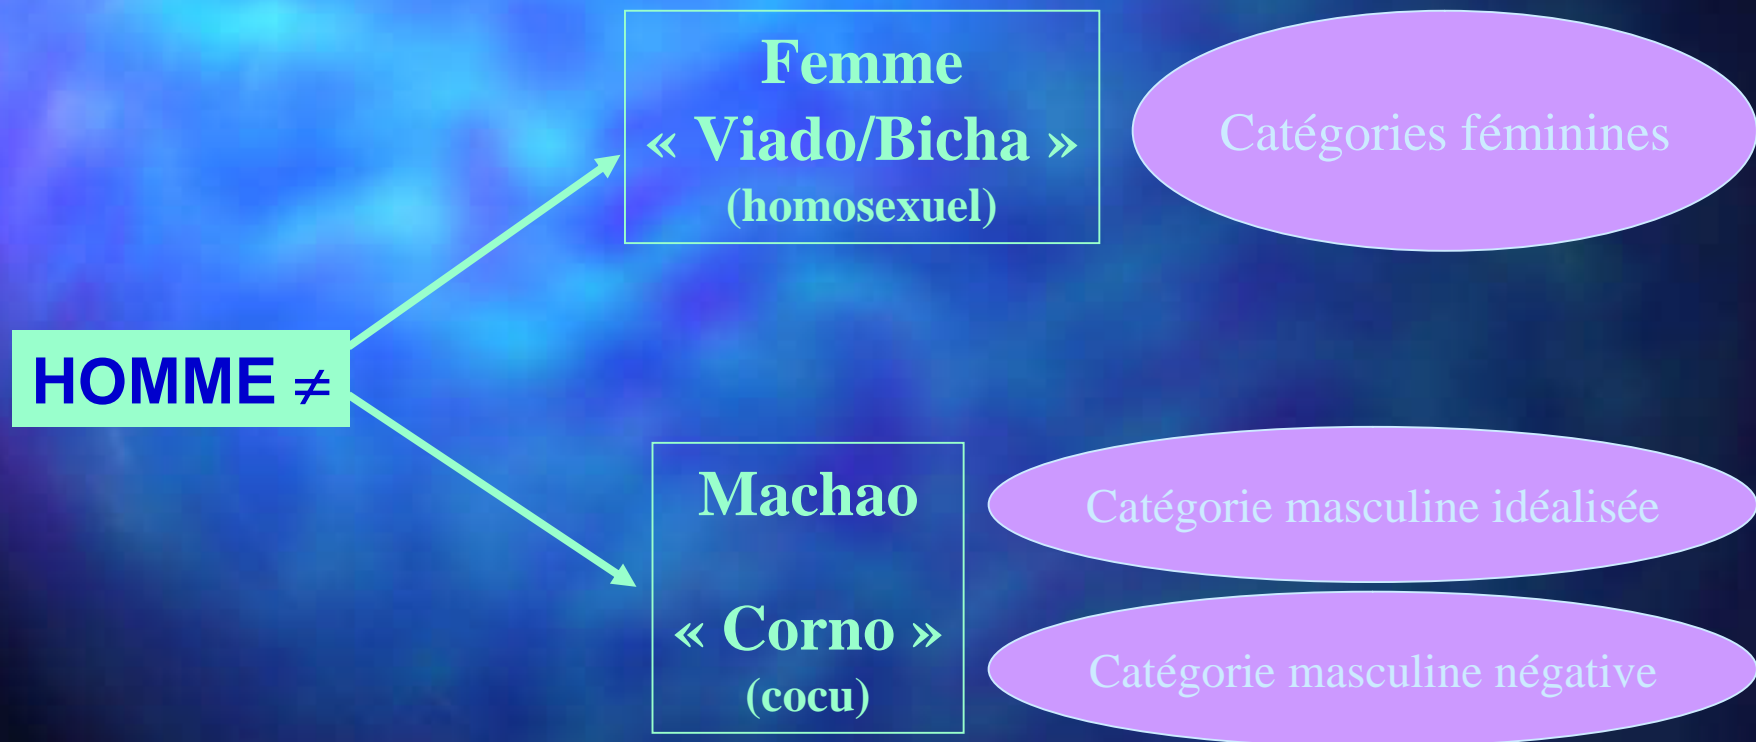 Femme
« Viado/Bicha »
(homosexuel)
Catégories féminines
HOMME ≠
Machao
Catégorie masculine idéalisée
« Corno »
(cocu)
Catégorie masculine négative